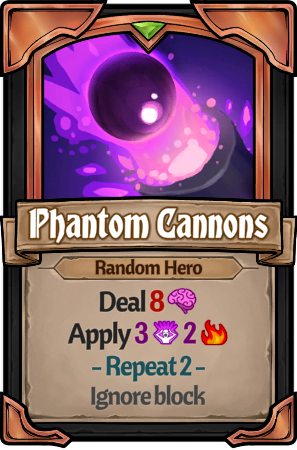 Phantom Cannons
Random Hero
Deal 8
Apply 3 2
- Repeat 2 -
Ignore block